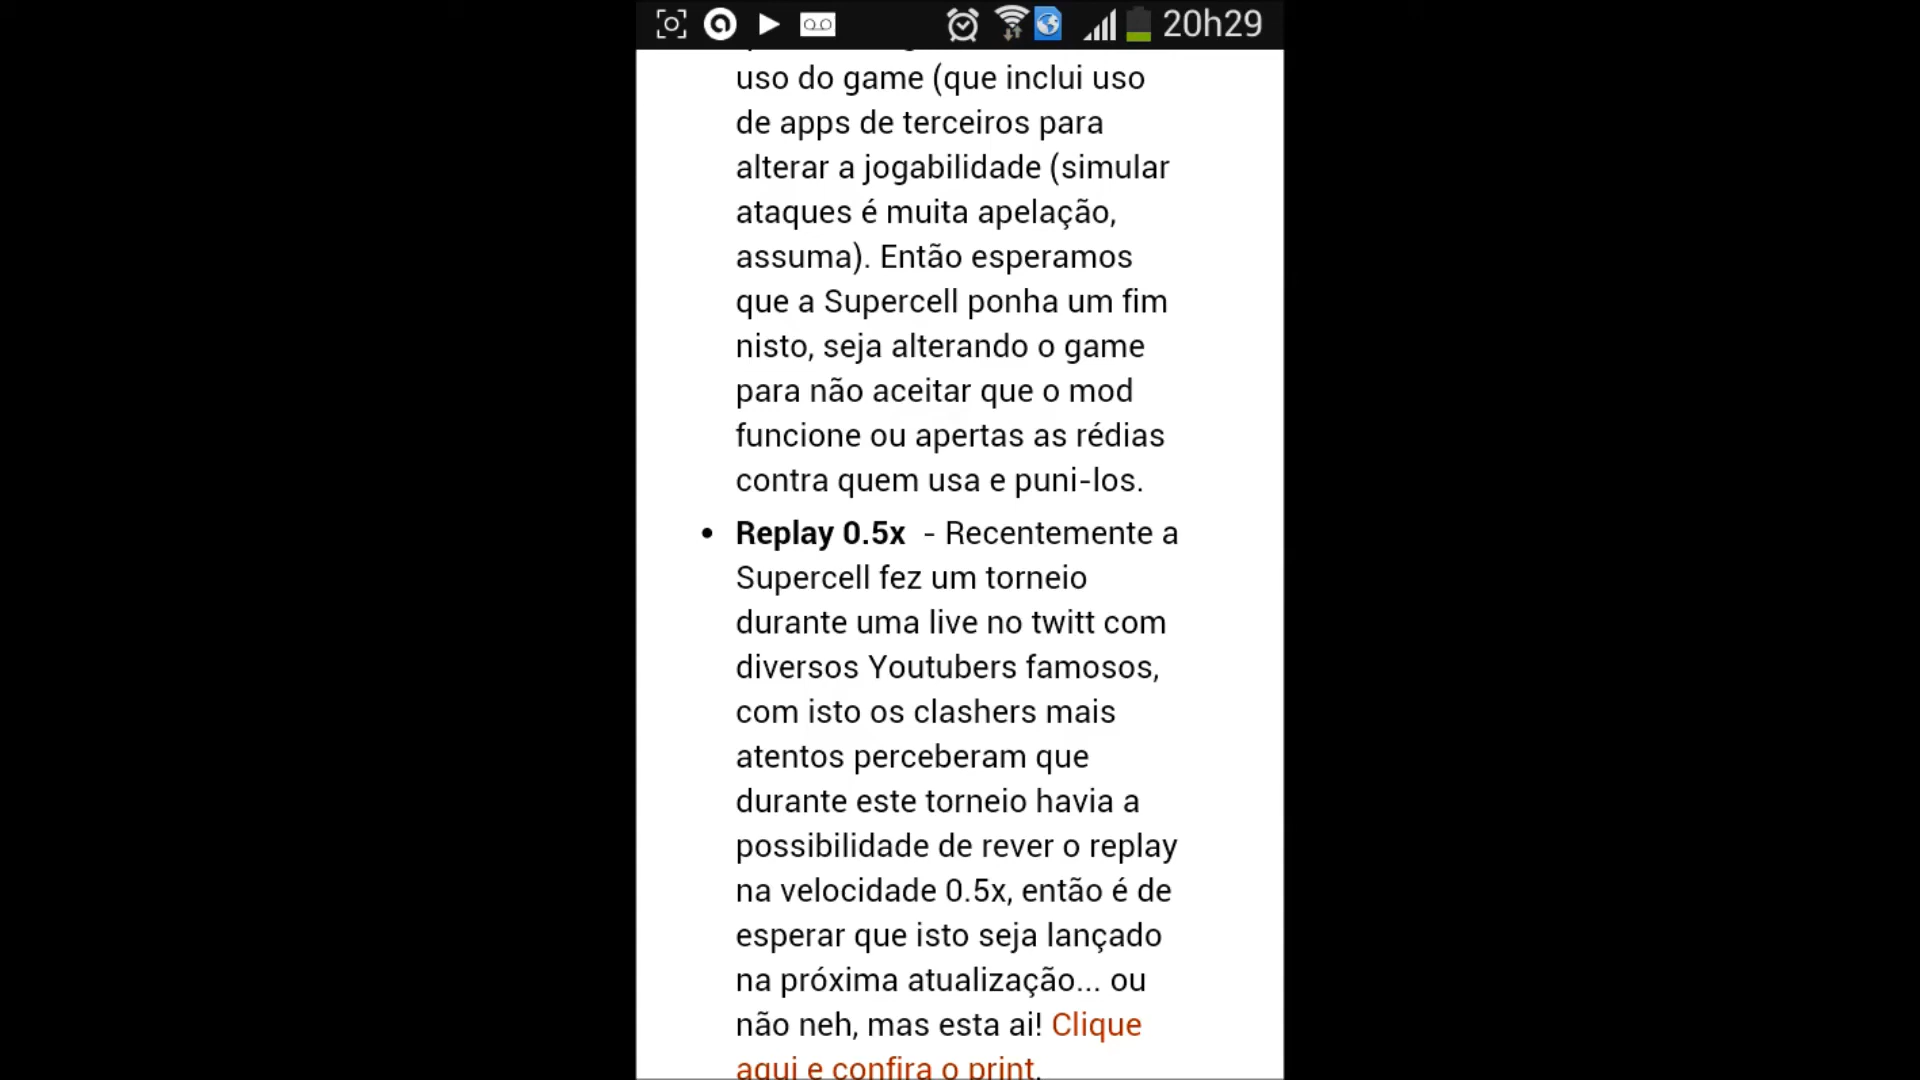 20h29
uso do game (que inclui uso
de apps de terceiros para
alterar a jogabilidade (simular
ataques é muita apelação,
assuma). Então esperamos
que a Supercell ponha um fim
nisto, seja alterando o game
para não aceitar que o mod
funcione ou apertas as rédias
contra quem usa e puni-los.
• Replay 0.5x - Recentemente a
Supercell fez um torneio
durante uma live no twitt com
diversos Youtubers famosos,
com isto os clashers mais
atentos perceberam que
durante este torneio havia a
possibilidade de rever o replay
na velocidade 0.5x, então é de
esperar que isto seja lançado
na próxima atualização... ou
não neh, mas esta ai! Clique
aqui e confira o print.